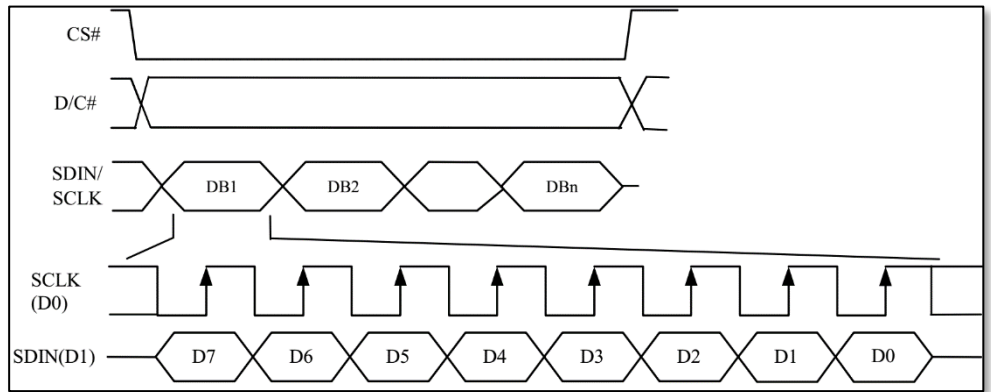 CS#
D/C#
SDIN/
SCLK
DB1 DB2 DBn
SCLK
(D0)
SDIN(D1) D7 D6 D5 D4 D3 D2 D1 D0